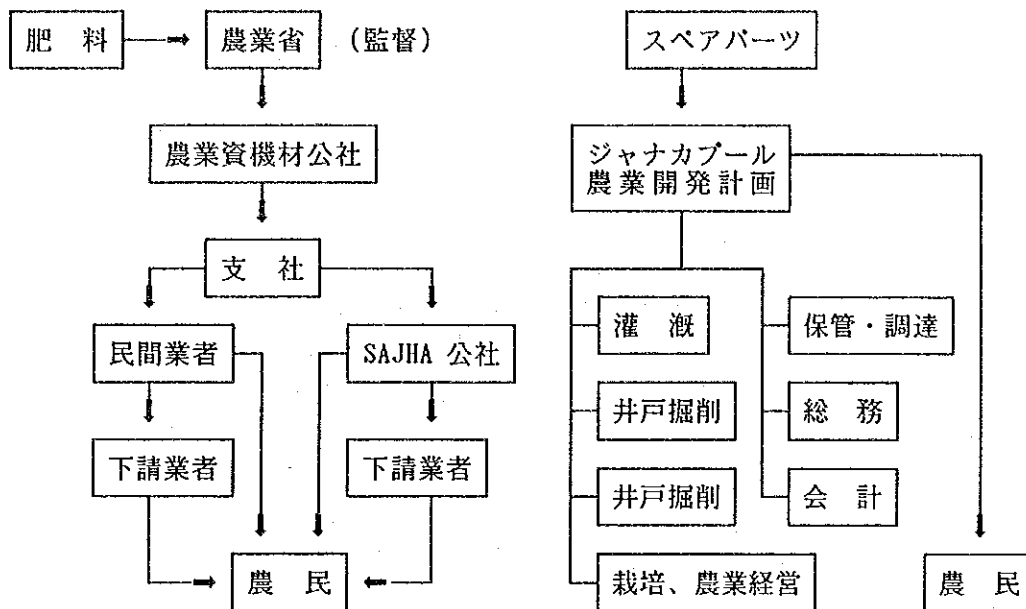 肥料
農業省 (監督)
農業資機材公社
支社
民間業者
SAJHA 公社
下請業者
下請業者
農民
スペアパーツ
ジャナカプール
農業開発計画
灌漑
保管・調達
井戸掘削
総務
井戸掘削
会計
栽培、農業経営
農民